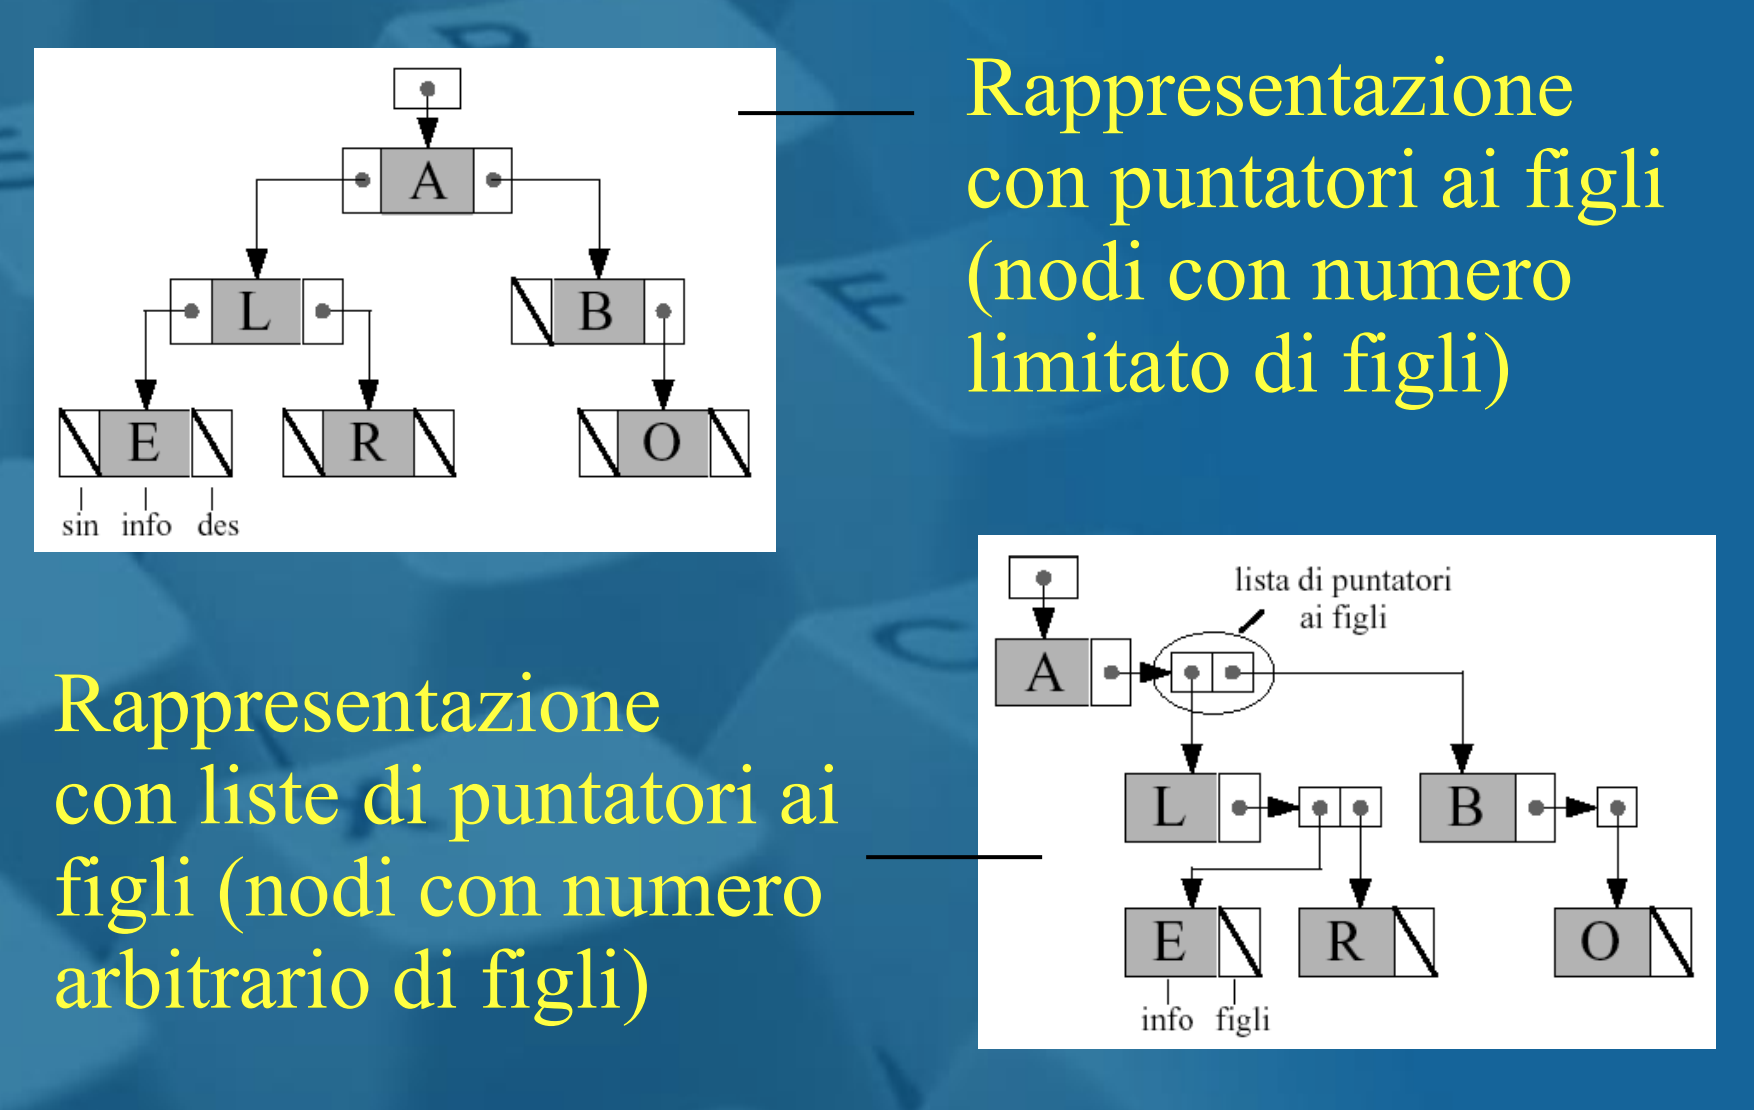 Rappresentazione
con puntatori ai figli
(nodi con numero
limitato di figli)
A
L
B
E
R
O
sin info des
Rappresentazione
con liste di puntatori ai
figli (nodi con numero
arbitrario di figli)
lista di puntatori
ai figli
A
L
B
E
R
O
info figli